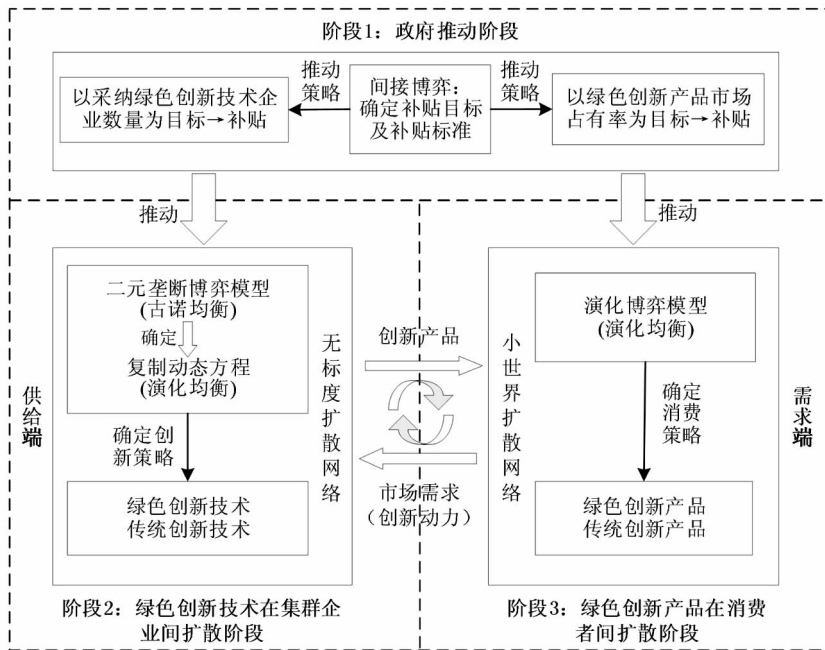 阶段1：政府推动阶段
以采纳绿色创新技术企
业数量为目标→补贴
推动
策略
间接博弈：
确定补贴目标
及补贴标准
推动
策略
以绿色创新产品市场
占有率为目标→补贴
推动
推动
供给端
二元垄断博弈模型
(古诺均衡)
确定
复制动态方程
(演化均衡)
确定创
新策略
绿色创新技术
传统创新技术
无标度扩散网络
创新产品
市场需求
（创新动力）
小世界扩散网络
演化博弈模型
(演化均衡)
确定
消费
策略
绿色创新产品
传统创新产品
需求端
阶段2：绿色创新技术在集群企
业间扩散阶段
阶段3：绿色创新产品在消费
者间扩散阶段